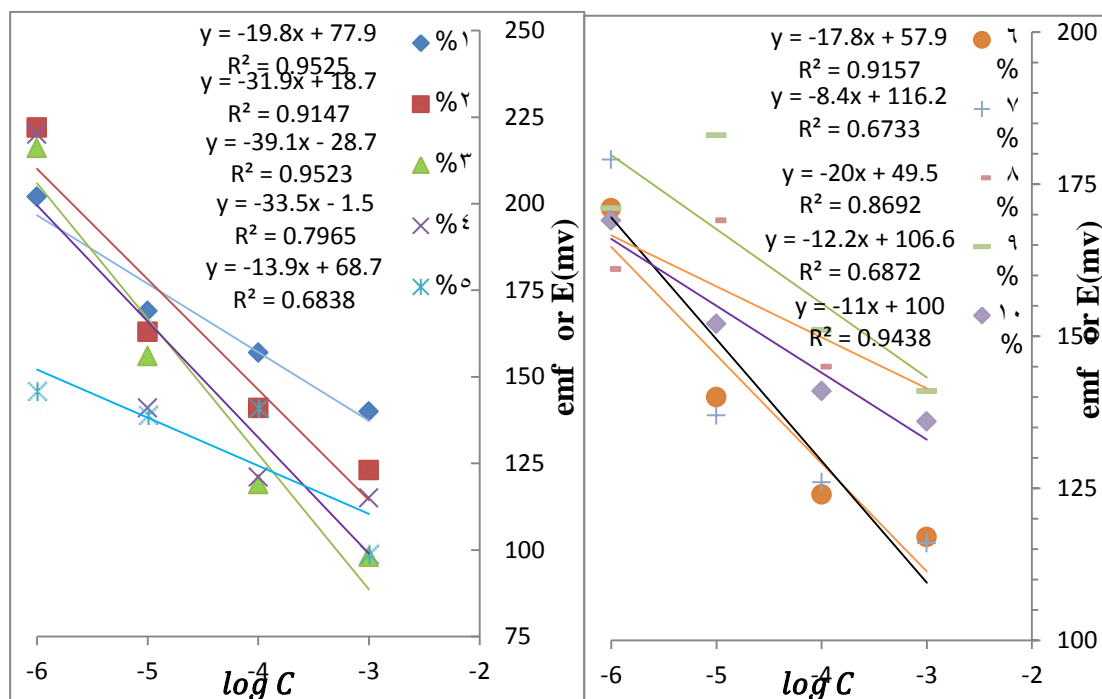 y = -19.8x + 77.9
R² = 0.9525
y = -31.9x + 18.7
R² = 0.9147
y = -39.1x - 28.7
R² = 0.9523
y = -33.5x - 1.5
R² = 0.7965
y = -13.9x + 68.7
R² = 0.6838
%١
%٢
%٣
%٤
%٥
250
225
200
175
150
125
100
75
emf or E(mv)
-6 -5 -4 -3 -2
log C
y = -17.8x + 57.9
R² = 0.9157
y = -8.4x + 116.2
R² = 0.6733
y = -20x + 49.5
R² = 0.8692
y = -12.2x + 106.6
R² = 0.6872
y = -11x + 100
R² = 0.9438
٦
%
٧
%
٨
%
٩
%
١٠
%
200
175
150
125
100
emf or E(mv)
-6 -5 -4 -3 -2
log C